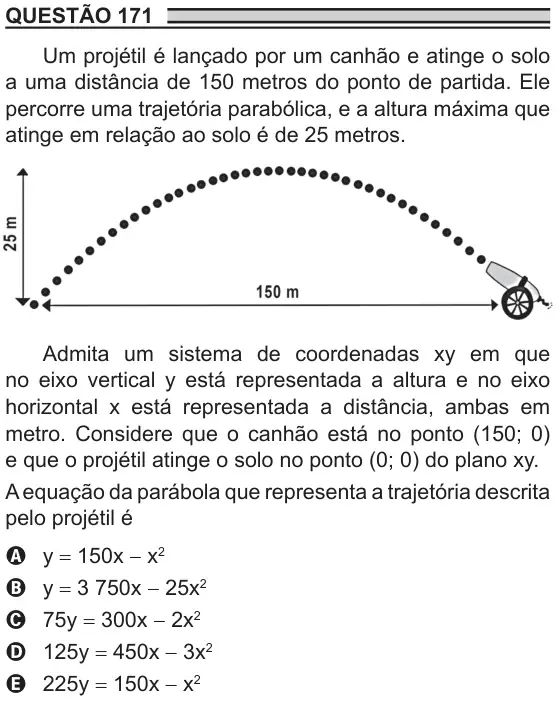 QUESTÃO 171
Um projétil é lançado por um canhão e atinge o solo
a uma distância de 150 metros do ponto de partida. Ele
percorre uma trajetória parabólica, e a altura máxima que
atinge em relação ao solo é de 25 metros.
25 m
150 m
Admita um sistema de coordenadas xy em que
no eixo vertical y está representada a altura e no eixo
horizontal x está representada a distância, ambas em
metro. Considere que o canhão está no ponto (150; 0)
e que o projétil atinge o solo no ponto (0; 0) do plano xy.
A equação da parábola que representa a trajetória descrita
pelo projétil é
A y = 150x – x²
B y = 3 750x – 25x²
C 75y = 300x – 2x²
D 125y = 450x – 3x²
E 225y = 150x – x²